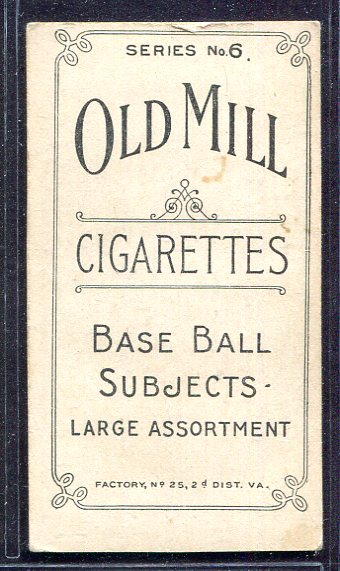 SERIES No.6.
OLD MILL
CIGARETTES
BASE BALL
SUBJECTS-
LARGE ASSORTMENT
FACTORY, Nº 25, 2d DIST. VA.